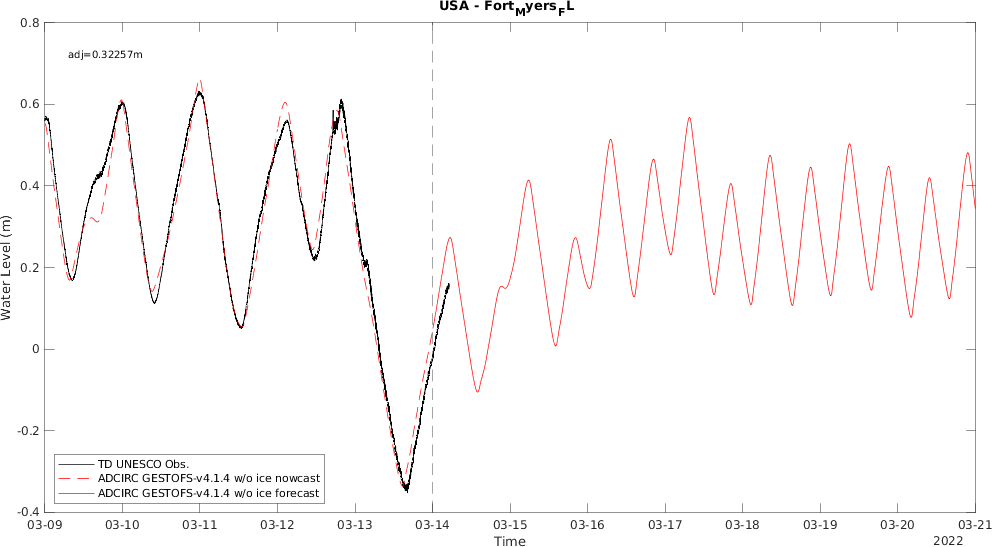 USA - Fort_Myers_FL
adj=0.32257m
0.8
0.6
0.4
0.2
0
-0.2
-0.4
Water Level (m)
TD UNESCO Obs.
ADCIRC GESTOFS-v4.1.4 w/o ice nowcast
ADCIRC GESTOFS-v4.1.4 w/o ice forecast
03-09 03-10 03-11 03-12 03-13 03-14 03-15 03-16 03-17 03-18 03-19 03-20 03-21
Time
2022